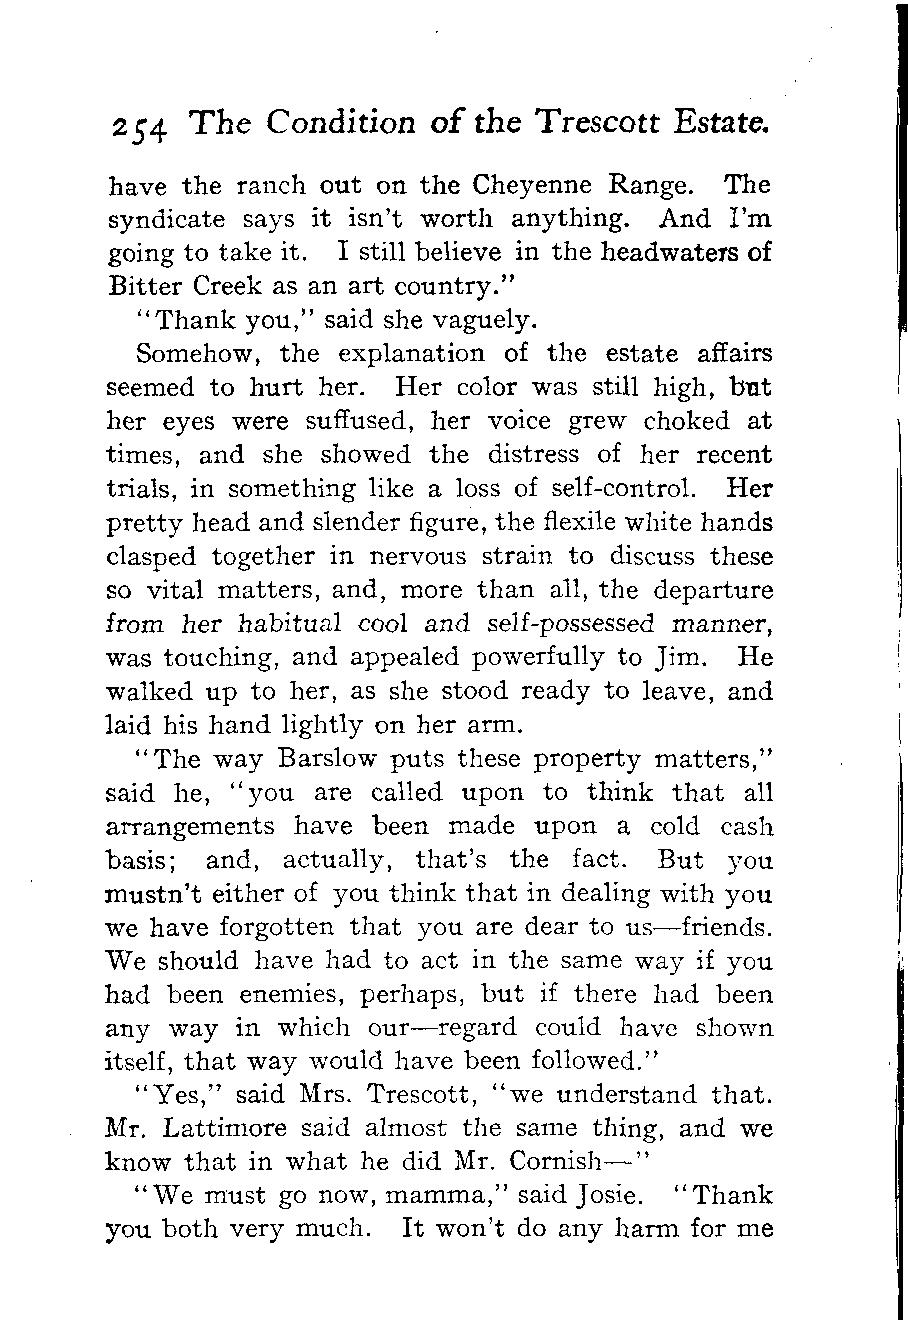 254 The Condition of the Trescott Estate.
have the ranch out on the Cheyenne Range. The
syndicate says it isn't worth anything. And I'm
going to take it. I still believe in the headwaters of
Bitter Creek as an art country."
"Thank you," said she vaguely.
Somehow, the explanation of the estate affairs
seemed to hurt her. Her color was still high, but
her eyes were suffused, her voice grew choked at
times, and she showed the distress of her recent
trials, in something like a loss of self-control. Her
pretty head and slender figure, the flexile white hands
clasped together in nervous strain to discuss these
so vital matters, and, more than all, the departure
from her habitual cool and self-possessed manner,
was touching, and appealed powerfully to Jim. He
walked up to her, as she stood ready to leave, and
laid his hand lightly on her arm.
"The way Barslow puts these property matters,"
said he, "you are called upon to think that all
arrangements have been made upon a cold cash
basis; and, actually, that's the fact. But you
mustn't either of you think that in dealing with you
we have forgotten that you are dear to us—friends.
We should have had to act in the same way if you
had been enemies, perhaps, but if there had been
any way in which our—regard could have shown
itself, that way would have been followed."
"Yes," said Mrs. Trescott, "we understand that.
Mr. Lattimore said almost the same thing, and we
know that in what he did Mr. Cornish—"
"We must go now, mamma," said Josie. "Thank
you both very much. It won't do any harm for me